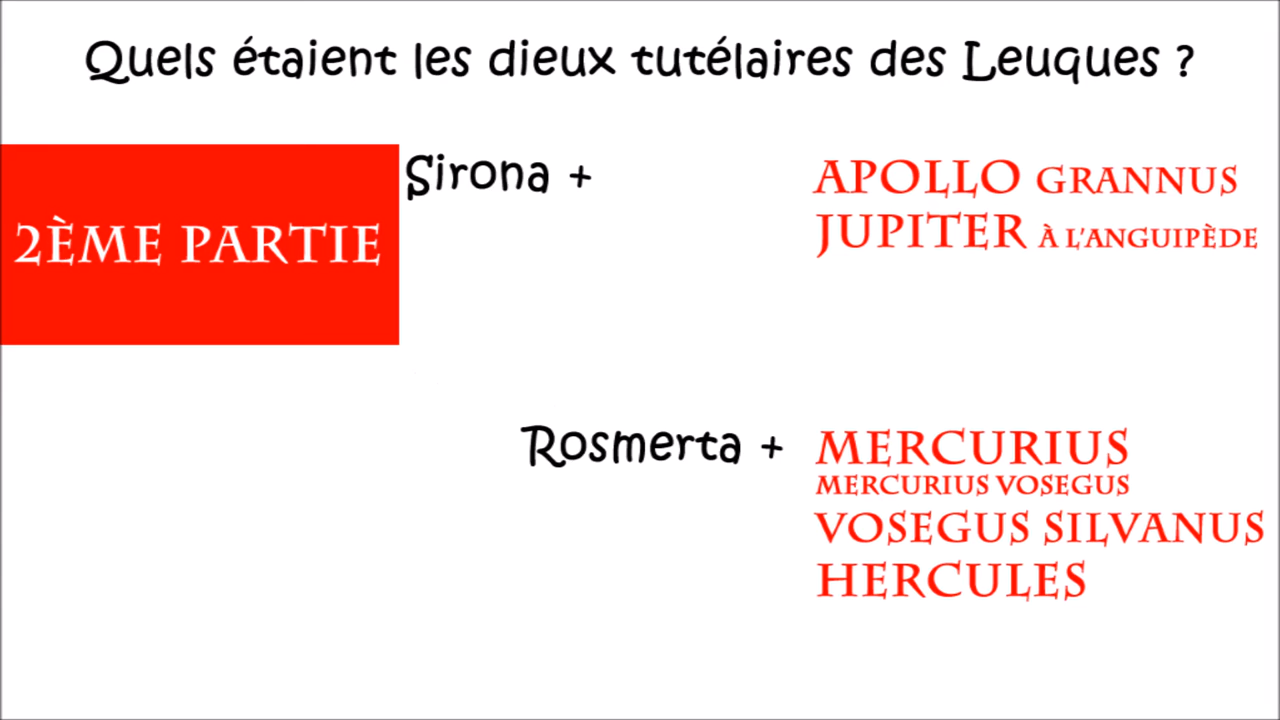 Quels étaient les dieux tutélaires des Leuques ?
2ÈME PARTIE
Sirona +
APOLLO GRANNUS
JUPITER À L'ANGUIPÈDE
Rosmerta +
MERCURIUS
MERCURIUS VOSEGUS
VOSEGUS SILVANUS
HERCULES